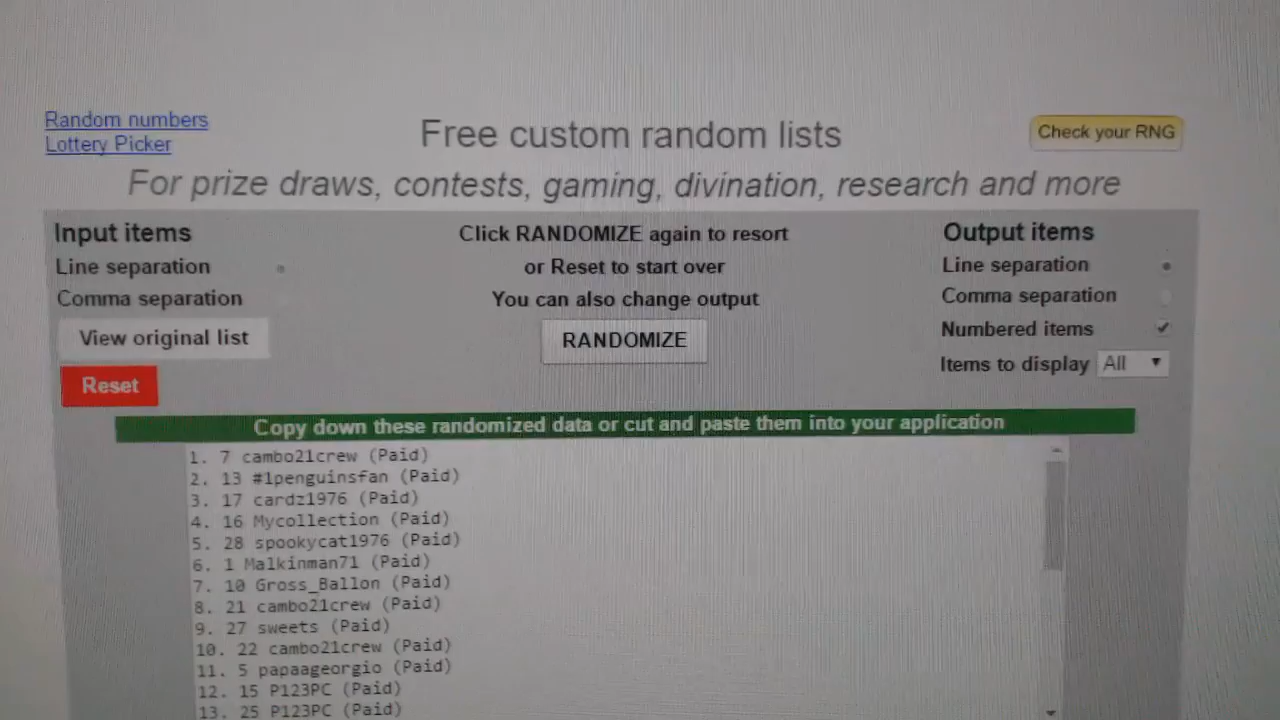 Random numbers
Lottery Picker
Free custom random lists
Check your RNG
For prize draws, contests, gaming, divination, research and more
Input items
Line separation
Comma separation
View original list
Reset
Click RANDOMIZE again to resort
or Reset to start over
You can also change output
RANDOMIZE
Output items
Line separation
Comma separation
Numbered items
Items to display All
Copy down these randomized data or cut and paste them into your application
1. 7 cambo21crew (Paid)
2. 13 #1penguinsfan (Paid)
3. 17 cardz1976 (Paid)
4. 16 Mycollection (Paid)
5. 28 spookycat1976 (Paid)
6. 1 Malkinman71 (Paid)
7. 10 Gross_Ballon (Paid)
8. 21 cambo21crew (Paid)
9. 27 sweets (Paid)
10. 22 cambo21crew (Paid)
11. 5 papaageorgio (Paid)
12. 15 P123PC (Paid)
13. 25 P123PC (Paid)